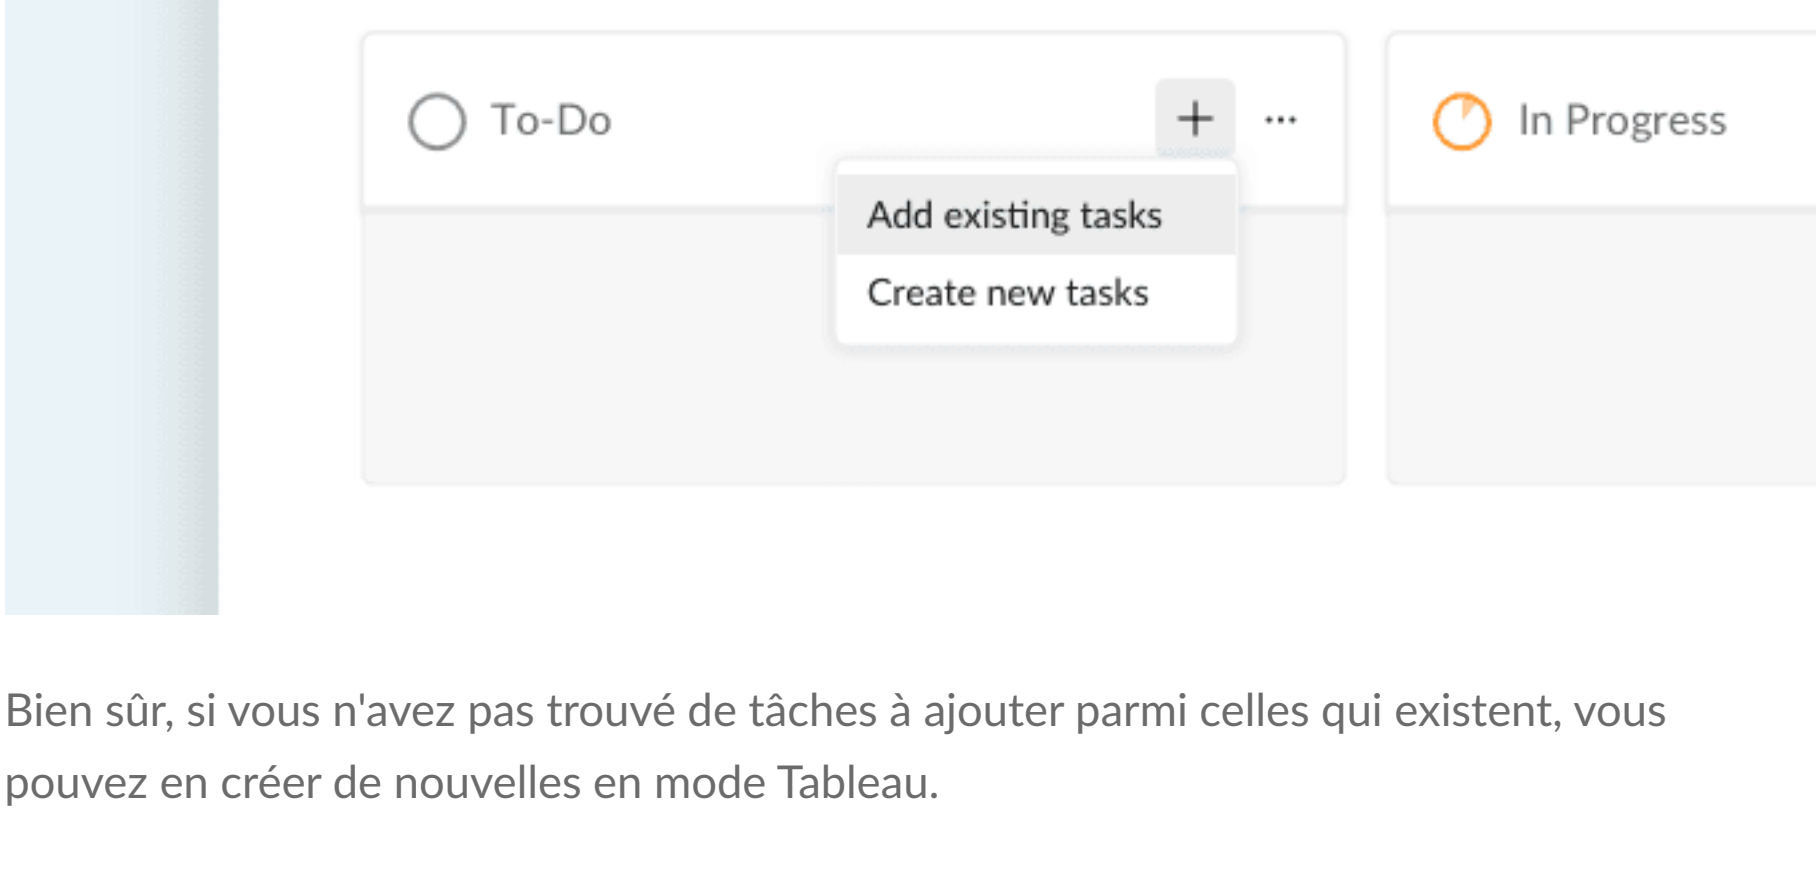 To-Do
In Progress
Add existing tasks
Create new tasks
Bien sûr, si vous n'avez pas trouvé de tâches à ajouter parmi celles qui existent, vous
pouvez en créer de nouvelles en mode Tableau.